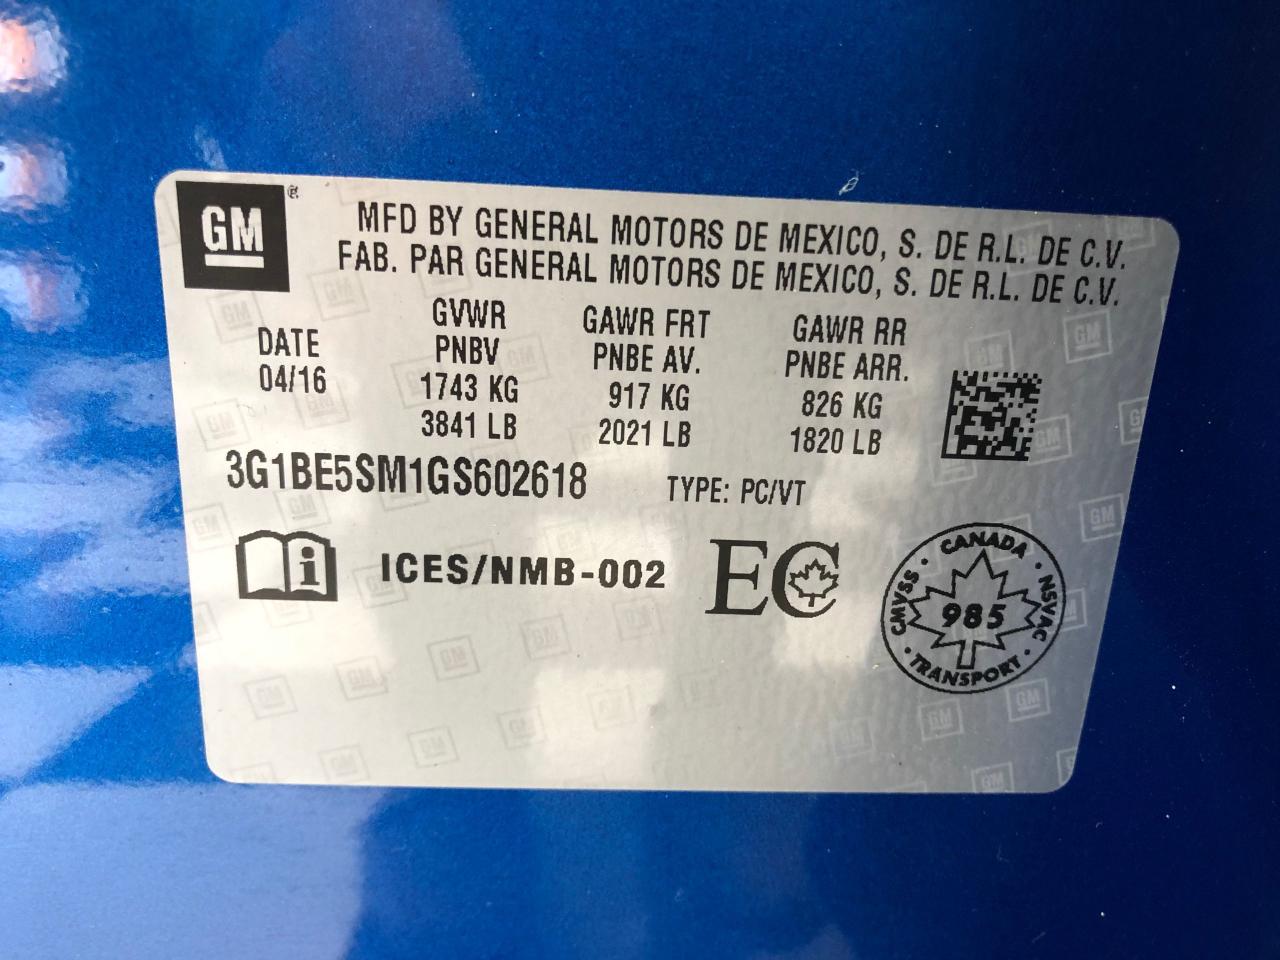 GM ®
MFD BY GENERAL MOTORS DE MEXICO, S. DE R.L. DE C.V.
FAB. PAR GENERAL MOTORS DE MEXICO, S. DE R.L. DE C.V.
DATE
04/16
GVWR
PNBV
1743 KG
3841 LB
GAWR FRT
PNBE AV.
917 KG
2021 LB
GAWR RR
PNBE ARR.
826 KG
1820 LB
3G1BE5SM1GS602618 TYPE: PC/VT
i ICES/NMB-002 EC
CANADA
CMVSS · 985 · NSVAC
TRANSPORT